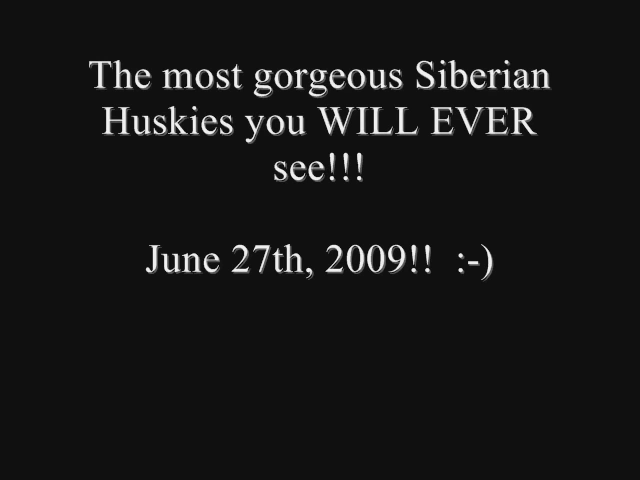 The most gorgeous Siberian
Huskies you WILL EVER
see!!!
June 27th, 2009!!  :-)